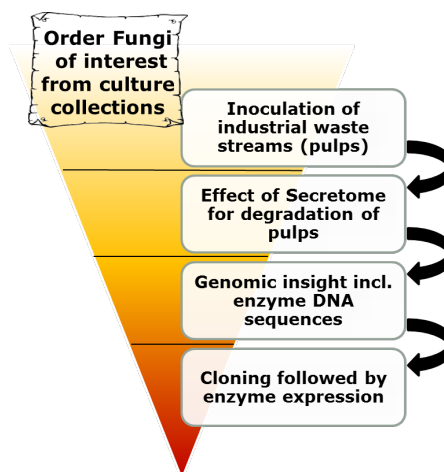 Order Fungi
of interest
from culture
collections
Inoculation of
industrial waste
streams (pulps)
Effect of Secretome
for degradation of
pulps
Genomic insight incl.
enzyme DNA
sequences
Cloning followed by
enzyme expression